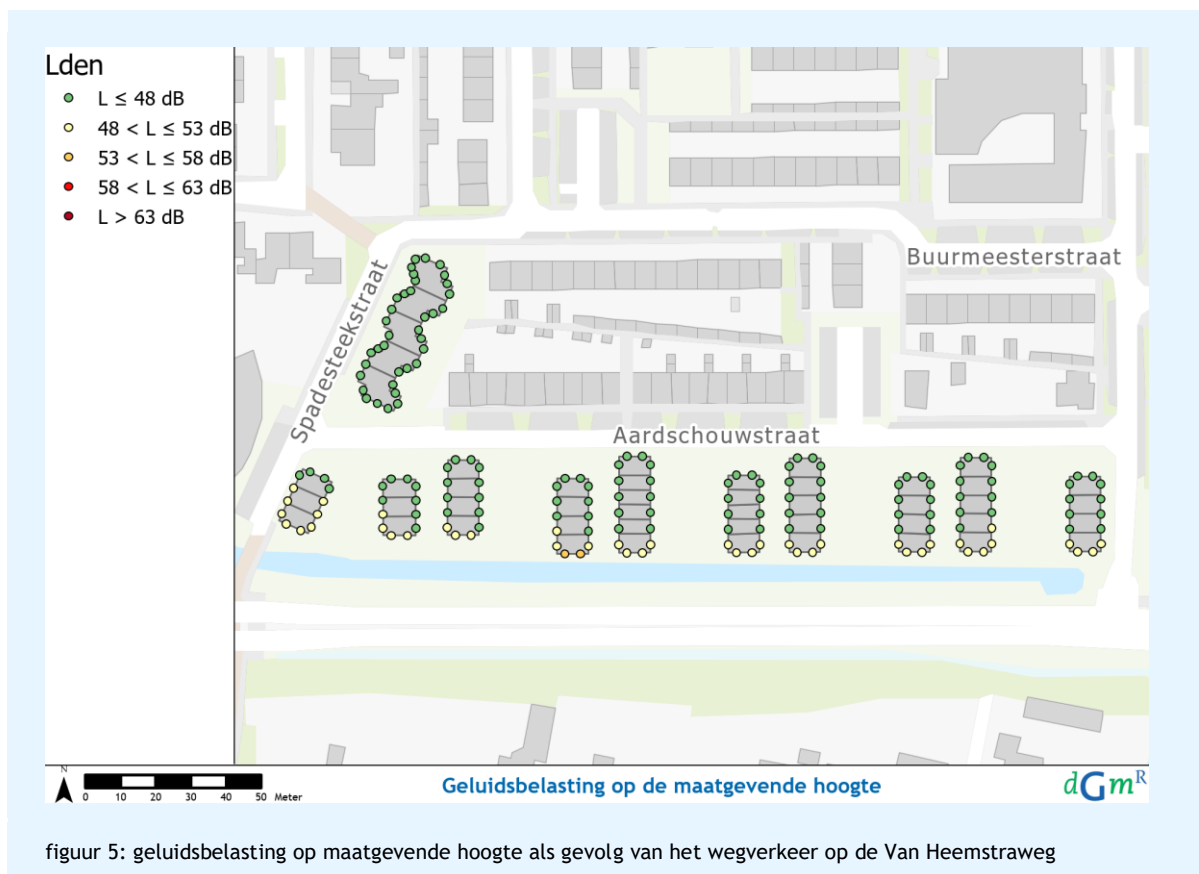 Lden
L ≤ 48 dB
48 < L ≤ 53 dB
53 < L ≤ 58 dB
58 < L ≤ 63 dB
L > 63 dB
Buurmeesterstraat
Spadesteekstraat
Aardschouwstraat
N
0 10 20 30 40 50 Meter
Geluidsbelasting op de maatgevende hoogte
dGmR
figuur 5: geluidsbelasting op maatgevende hoogte als gevolg van het wegverkeer op de Van Heemstraweg